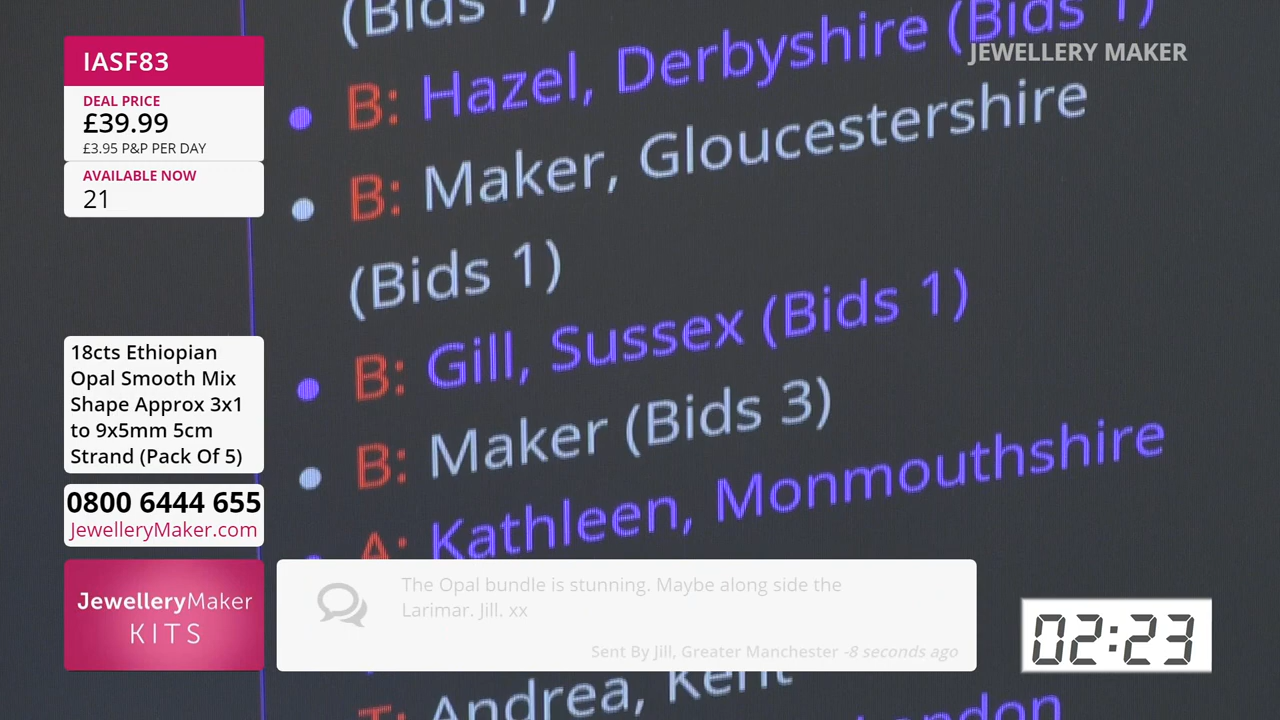 (Bids 1)
B: Hazel, Derbyshire (Bids 1)
JEWELLERY MAKER
B: Maker, Gloucestershire
(Bids 1)
B: Gill, Sussex (Bids 1)
B: Maker (Bids 3)
A: Kathleen, Monmouthshire
T: Andrea, Kent
London
IASF83
DEAL PRICE
£39.99
£3.95 P&P PER DAY
AVAILABLE NOW
21
18cts Ethiopian
Opal Smooth Mix
Shape Approx 3x1
to 9x5mm 5cm
Strand (Pack Of 5)
0800 6444 655
JewelleryMaker.com
JewelleryMaker
KITS
The Opal bundle is stunning. Maybe along side the
Larimar. Jill. xx
Sent By Jill, Greater Manchester -8 seconds ago
02:23